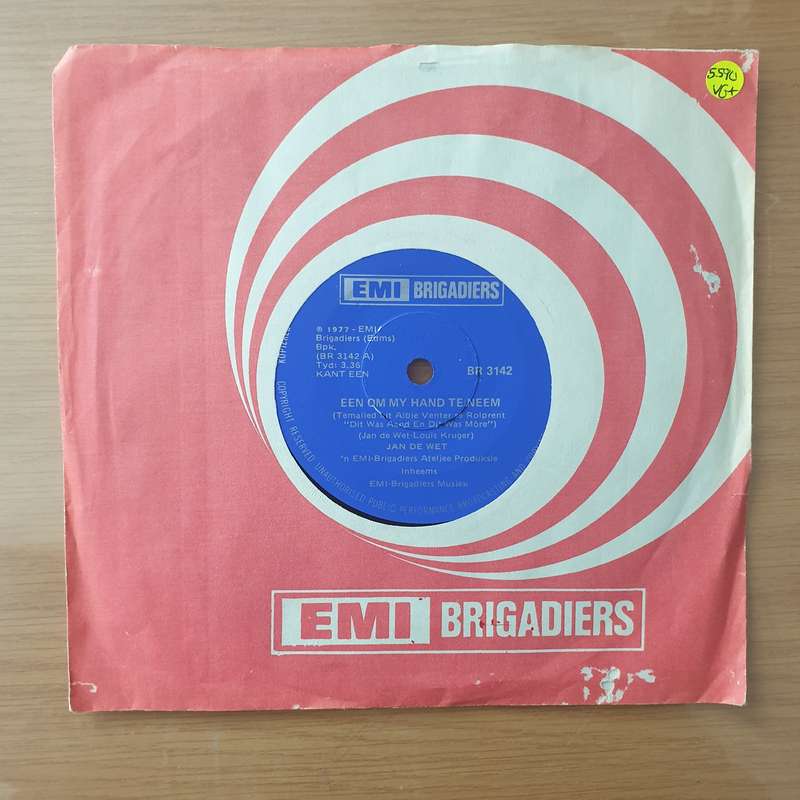 VG+
EMI BRIGADIERS
℗ 1977 - EMI
Brigadiers (Edms)
Bpk.
(BR 3142 A)
Tyd: 3,36
KANT EEN
BR 3142
EEN OM MY HAND TE NEEM
(Temalied uit Albie Venter se Rolprent
"Dit Was Aand En Dit Was Môre")
(Jan de Wet-Louis Kruger)
JAN DE WET
'n EMI-Brigadiers Ateljee Produksie
Inheems
EMI-Brigadiers Musiek
COPYRIGHT RESERVED UNAUTHORISED PUBLIC PERFORMANCE BROADCASTING AND
EMI BRIGADIERS